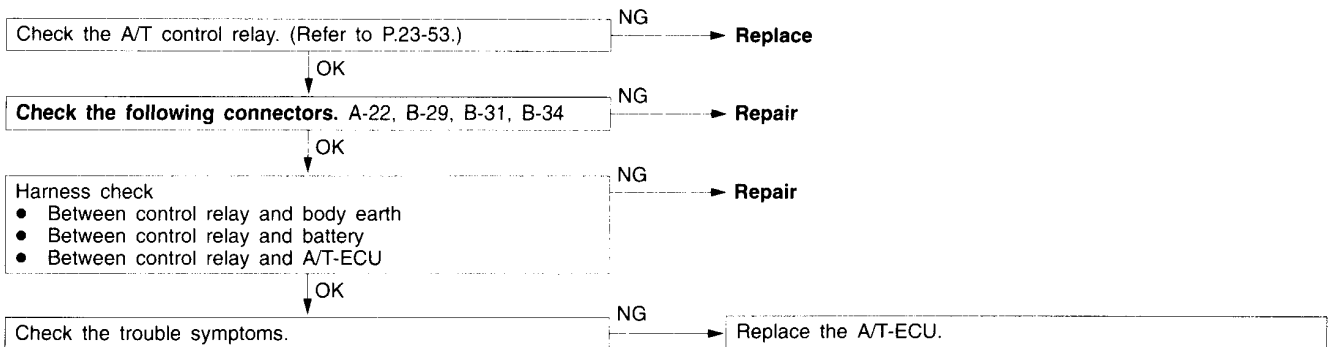 NG
Check the A/T control relay. (Refer to P.23-53.)
Replace
OK
NG
Check the following connectors. A-22, B-29, B-31, B-34
Repair
OK
NG
Harness check
Repair
● Between control relay and body earth
● Between control relay and battery
● Between control relay and A/T-ECU
OK
NG
Check the trouble symptoms.
Replace the A/T-ECU.